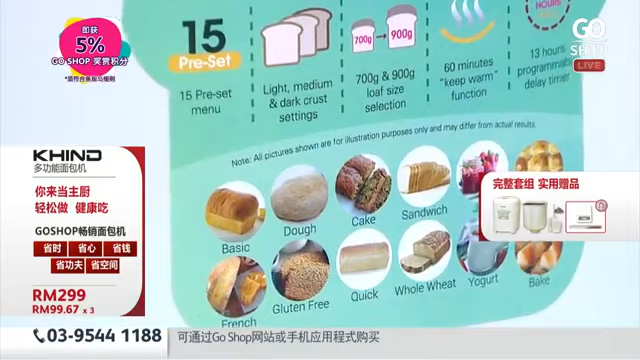 即获
5%
GO SHOP 奖赏积分
*须符合条规与细则
15
Pre-Set
15 Pre-set
menu
Light, medium,
& dark crust
settings
700g
900g
700g & 900g
loaf size
selection
60 minutes
"keep warm"
function
HOURS
13 hours
programmable
delay timer
GO
SHOP
LIVE
Note: All pictures shown are for illustration purposes only and may differ from actual results.
Basic
Dough
Cake
Sandwich
French
Gluten Free
Quick
Whole Wheat
Yogurt
Bake
KHIND
多功能面包机
你来当主厨
轻松做 健康吃
GOSHOP畅销面包机
省时
省心
省钱
省功夫
省空间
RM299
RM99.67 x 3
完整套组 实用赠品
03-9544 1188
可通过Go Shop网站或手机应用程式购买